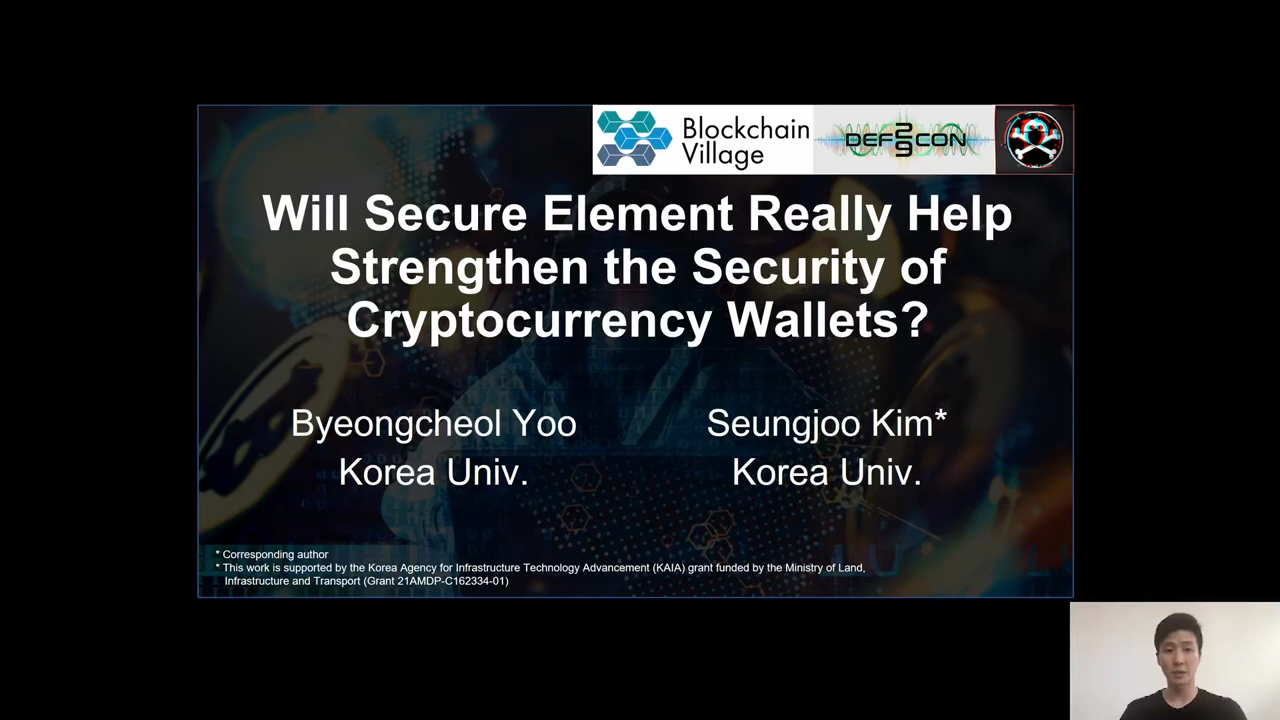 Blockchain
Village
DEF CON
29
Will Secure Element Really Help
Strengthen the Security of
Cryptocurrency Wallets?
Byeongcheol Yoo
Korea Univ.
Seungjoo Kim*
Korea Univ.
* Corresponding author
* This work is supported by the Korea Agency for Infrastructure Technology Advancement (KAIA) grant funded by the Ministry of Land,
Infrastructure and Transport (Grant 21AMDP-C162334-01)